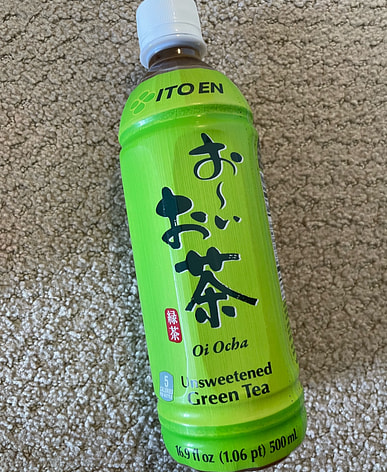 ITO EN
お～い
お茶
緑茶
Oi Ocha
5
Unsweetened
Green Tea
16.9 fl oz (1.06 pt) 500 ml